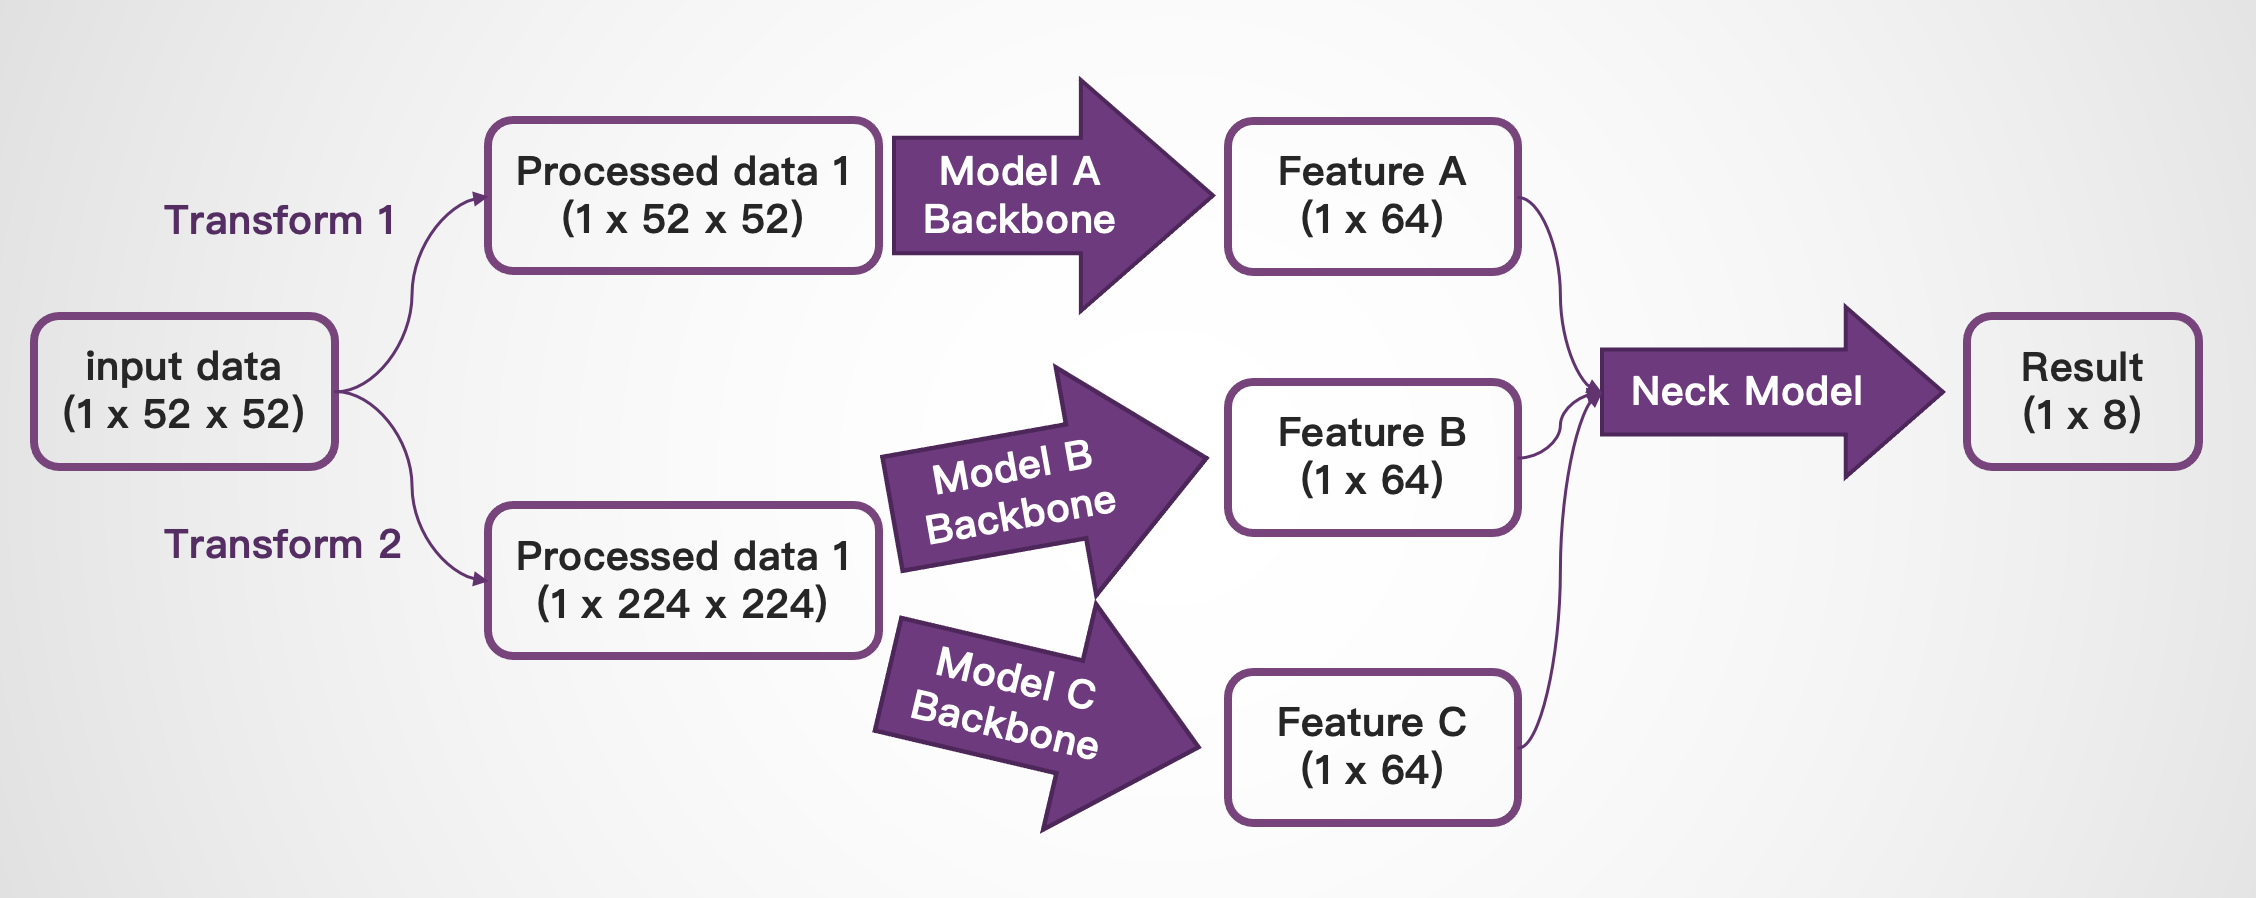 Transform 1
input data
(1 x 52 x 52)
Transform 2
Processed data 1
(1 x 52 x 52)
Processed data 1
(1 x 224 x 224)
Model A
Backbone
Model B
Backbone
Model C
Backbone
Feature A
(1 x 64)
Feature B
(1 x 64)
Feature C
(1 x 64)
Neck Model
Result
(1 x 8)